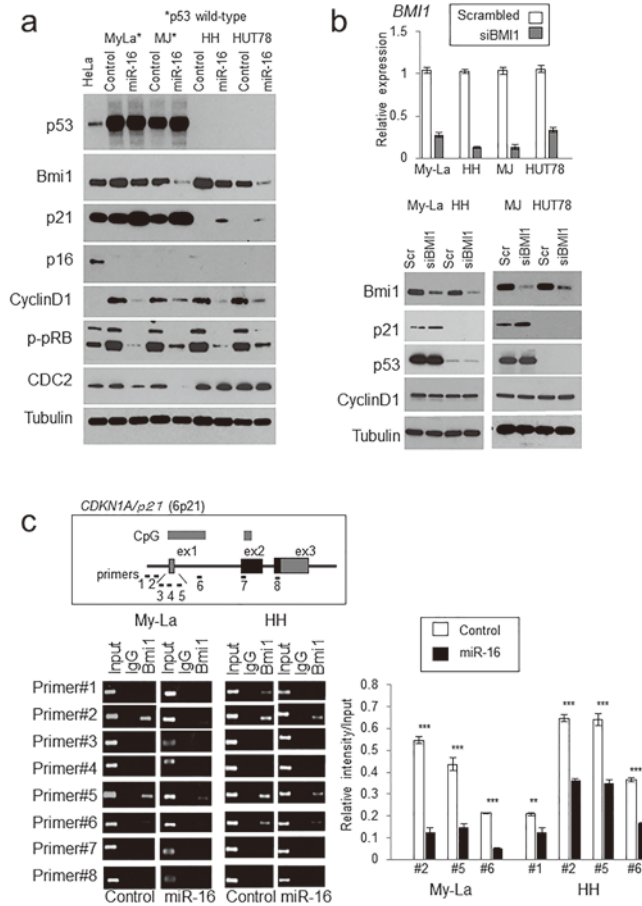 a
*p53 wild-type
MyLa* MJ* HH HUT78
HeLa Control miR-16 Control miR-16 Control miR-16 Control miR-16
p53
Bmi1
p21
p16
CyclinD1
p-pRB
CDC2
Tubulin
b
BMI1
Scrambled
siBMI1
Relative expression
1.5
1
0.5
0
My-La HH MJ HUT78
My-La HH MJ HUT78
Scr siBMI1 Scr siBMI1 Scr siBMI1 Scr siBMI1
Bmi1
p21
p53
CyclinD1
Tubulin
c
CDKN1A/p21 (6p21)
CpG
ex1 ex2 ex3
primers
1 2 3 4 5 6 7 8
My-La HH
Input IgG Bmi1 Input IgG Bmi1 Input IgG Bmi1 Input IgG Bmi1
Primer#1
Primer#2
Primer#3
Primer#4
Primer#5
Primer#6
Primer#7
Primer#8
Control miR-16 Control miR-16
Control
miR-16
Relative intensity/input
0.8
0.7
0.6
0.5
0.4
0.3
0.2
0.1
0
*** *** *** ** *** *** ***
#2 #5 #6 #1 #2 #5 #6
My-La HH